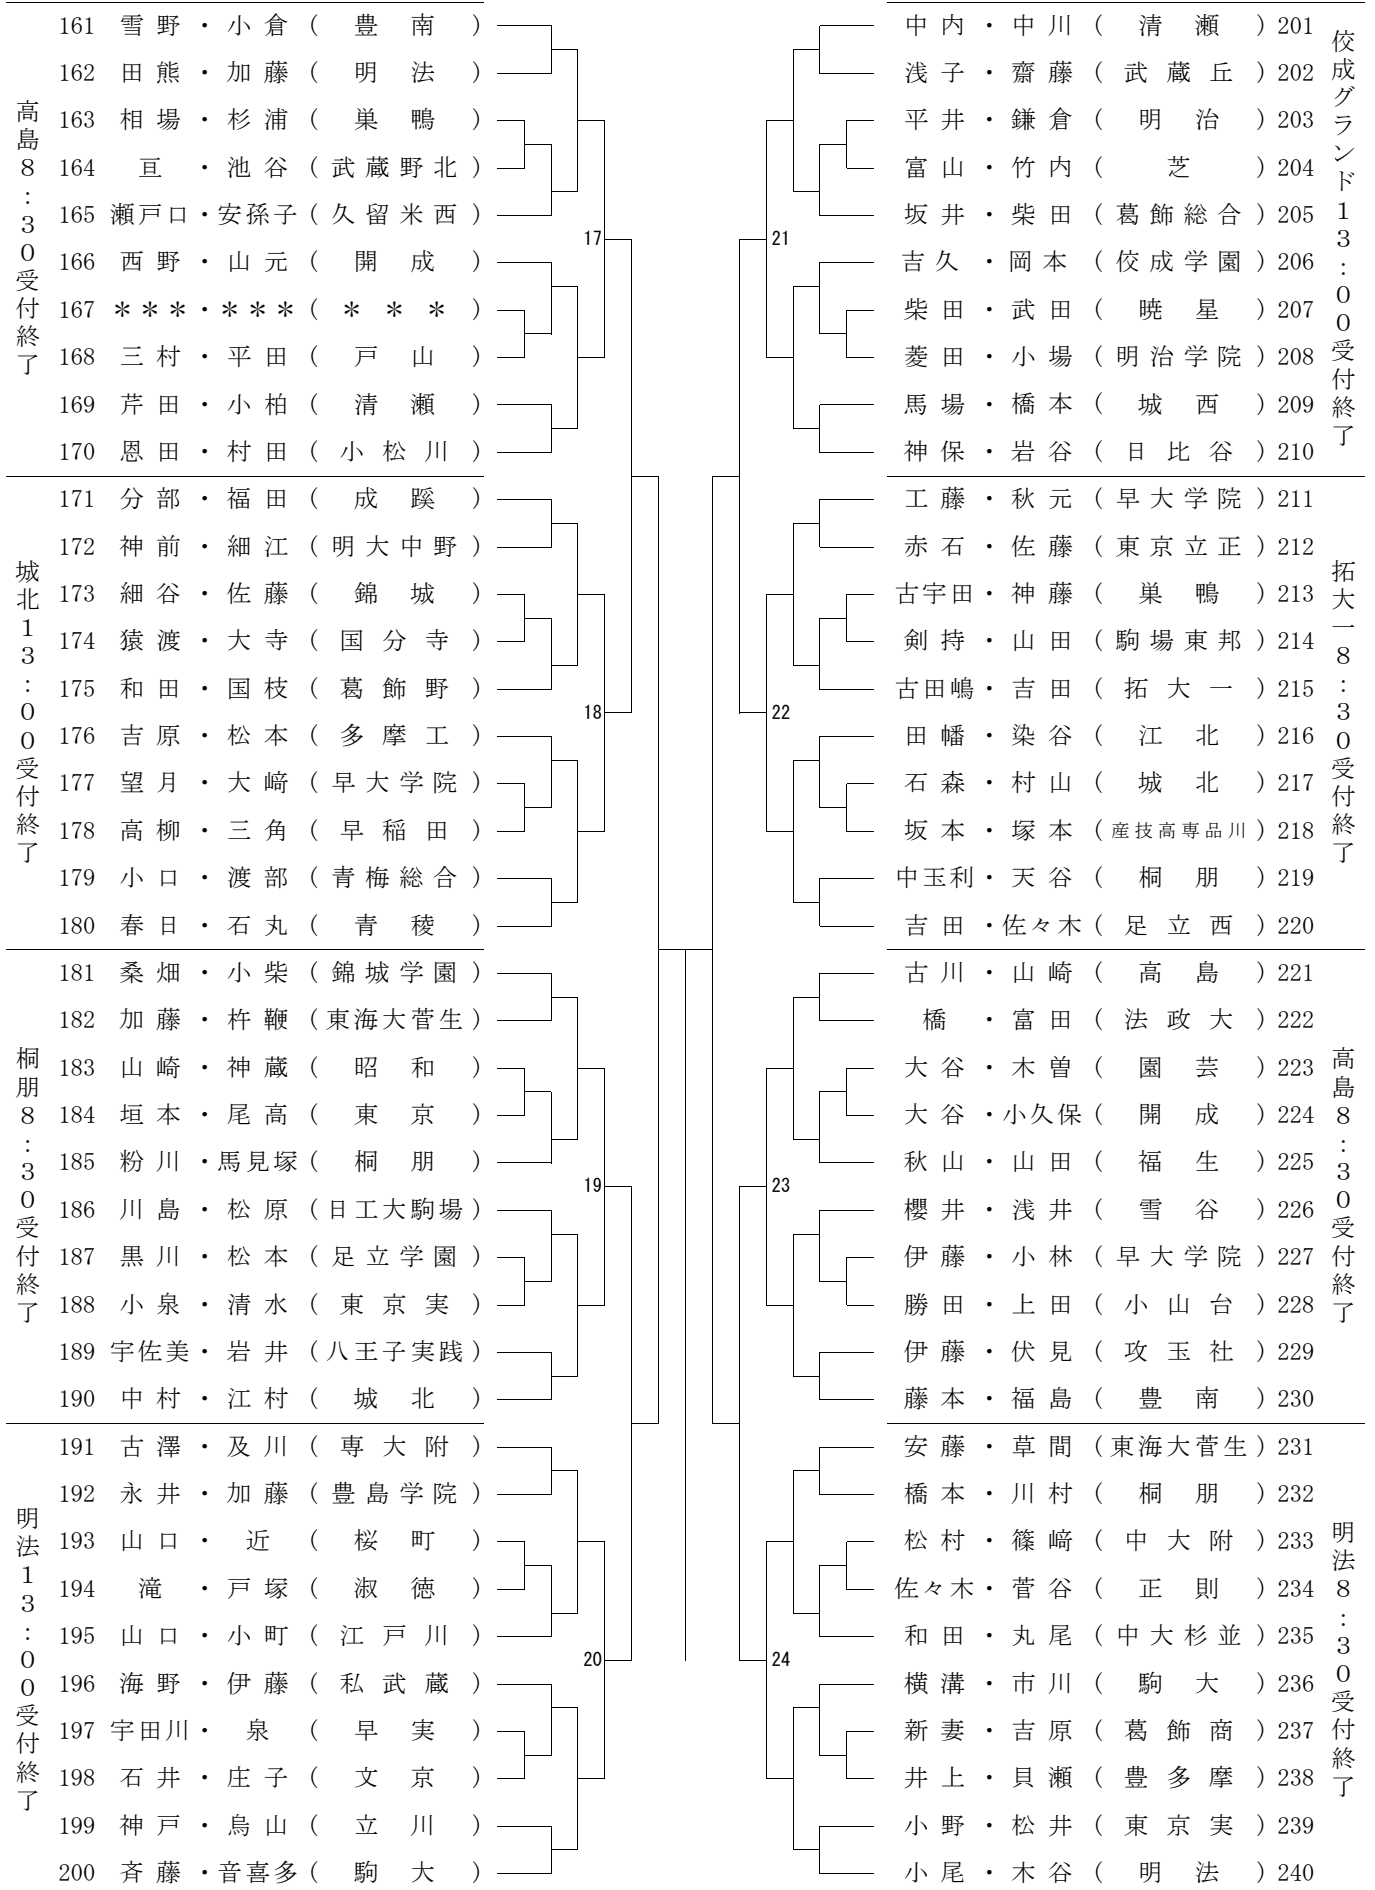 高島8:30受付終了
161 雪野・小倉(豊南)
162 田熊・加藤(明法)
163 相場・杉浦(巣鴨)
164 亘・池谷(武蔵野北)
165 瀬戸口・安孫子(久留米西)
166 西野・山元(開成)
167 ***・***(***)
168 三村・平田(戸山)
169 芹田・小柏(清瀬)
170 恩田・村田(小松川)
17
城北13:00受付終了
171 分部・福田(成蹊)
172 神前・細江(明大中野)
173 細谷・佐藤(錦城)
174 猿渡・大寺(国分寺)
175 和田・国枝(葛飾野)
176 吉原・松本(多摩工)
177 望月・大﨑(早大学院)
178 高柳・三角(早稲田)
179 小口・渡部(青梅総合)
180 春日・石丸(青稜)
18
桐朋8:30受付終了
181 桑畑・小柴(錦城学園)
182 加藤・杵鞭(東海大菅生)
183 山崎・神蔵(昭和)
184 垣本・尾高(東京)
185 粉川・馬見塚(桐朋)
186 川島・松原(日工大駒場)
187 黒川・松本(足立学園)
188 小泉・清水(東京実)
189 宇佐美・岩井(八王子実践)
190 中村・江村(城北)
19
明法13:00受付終了
191 古澤・及川(専大附)
192 永井・加藤(豊島学院)
193 山口・近(桜町)
194 滝・戸塚(淑徳)
195 山口・小町(江戸川)
196 海野・伊藤(私武蔵)
197 宇田川・泉(早実)
198 石井・庄子(文京)
199 神戸・烏山(立川)
200 斉藤・音喜多(駒大)
20
佼成グランド13:00受付終了
中内・中川(清瀬)201
浅子・齋藤(武蔵丘)202
平井・鎌倉(明治)203
富山・竹内(芝)204
坂井・柴田(葛飾総合)205
吉久・岡本(佼成学園)206
柴田・武田(暁星)207
菱田・小場(明治学院)208
馬場・橋本(城西)209
神保・岩谷(日比谷)210
21
拓大一8:30受付終了
工藤・秋元(早大学院)211
赤石・佐藤(東京立正)212
古宇田・神藤(巣鴨)213
剣持・山田(駒場東邦)214
古田嶋・吉田(拓大一)215
田幡・染谷(江北)216
石森・村山(城北)217
坂本・塚本(産技高専品川)218
中玉利・天谷(桐朋)219
吉田・佐々木(足立西)220
22
高島8:30受付終了
古川・山崎(高島)221
橋・富田(法政大)222
大谷・木曽(園芸)223
大谷・小久保(開成)224
秋山・山田(福生)225
櫻井・浅井(雪谷)226
伊藤・小林(早大学院)227
勝田・上田(小山台)228
伊藤・伏見(攻玉社)229
藤本・福島(豊南)230
23
明法8:30受付終了
安藤・草間(東海大菅生)231
橋本・川村(桐朋)232
松村・篠﨑(中大附)233
佐々木・菅谷(正則)234
和田・丸尾(中大杉並)235
横溝・市川(駒大)236
新妻・吉原(葛飾商)237
井上・貝瀬(豊多摩)238
小野・松井(東京実)239
小尾・木谷(明法)240
24